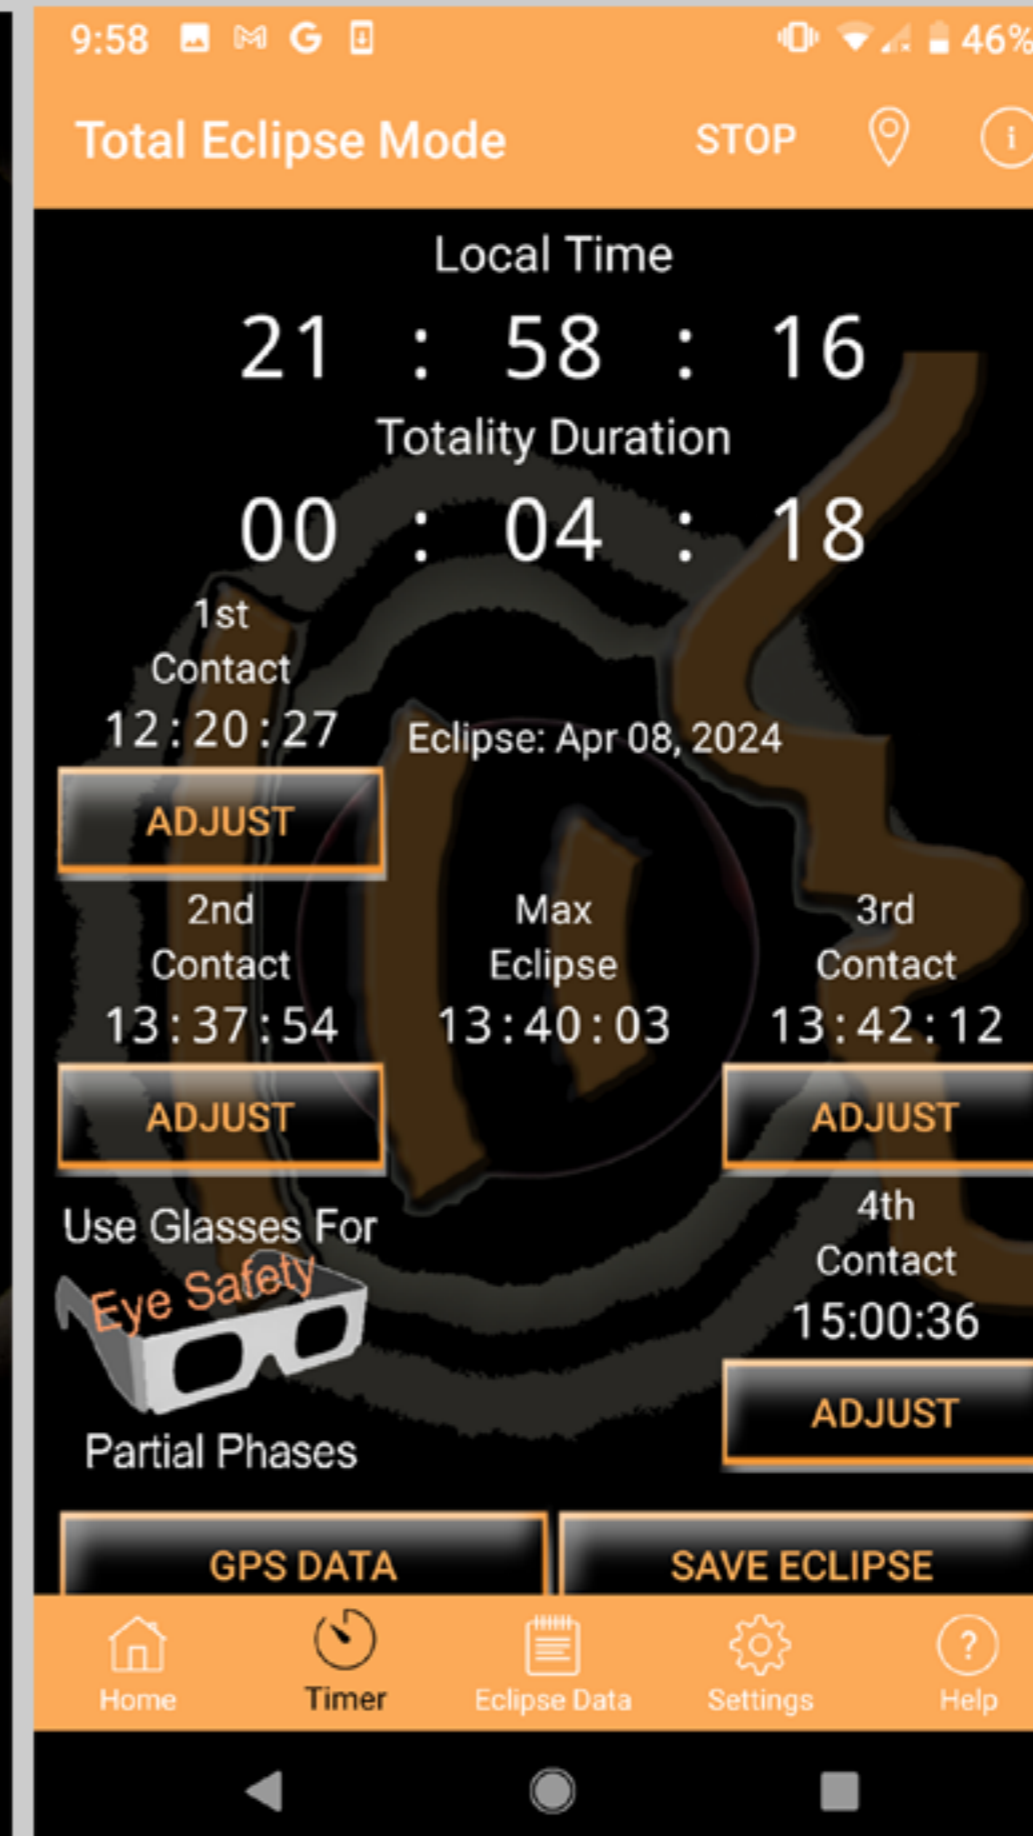 9:58 46%
Total Eclipse Mode STOP
Local Time
21 : 58 : 16
Totality Duration
00 : 04 : 18
1st
Contact
12:20:27
Eclipse: Apr 08, 2024
ADJUST
2nd
Contact
13:37:54
Max
Eclipse
13:40:03
3rd
Contact
13:42:12
ADJUST
ADJUST
Use Glasses For
Eye Safety
Partial Phases
4th
Contact
15:00:36
ADJUST
GPS DATA
SAVE ECLIPSE
Home
Timer
Eclipse Data
Settings
Help